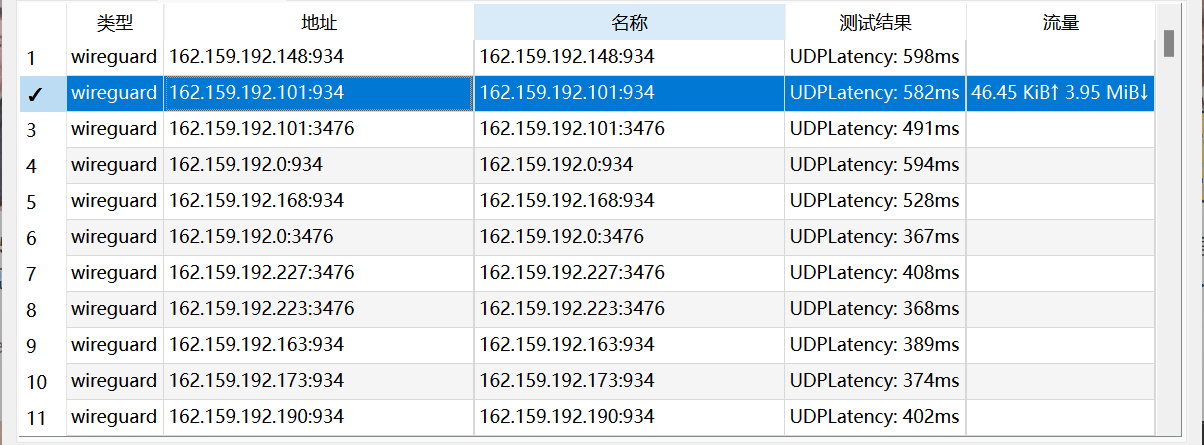 类型 地址 名称 测试结果 流量
1 wireguard 162.159.192.148:934 162.159.192.148:934 UDPLatency: 598ms
✓ wireguard 162.159.192.101:934 162.159.192.101:934 UDPLatency: 582ms 46.45 KiB↑ 3.95 MiB↓
3 wireguard 162.159.192.101:3476 162.159.192.101:3476 UDPLatency: 491ms
4 wireguard 162.159.192.0:934 162.159.192.0:934 UDPLatency: 594ms
5 wireguard 162.159.192.168:934 162.159.192.168:934 UDPLatency: 528ms
6 wireguard 162.159.192.0:3476 162.159.192.0:3476 UDPLatency: 367ms
7 wireguard 162.159.192.227:3476 162.159.192.227:3476 UDPLatency: 408ms
8 wireguard 162.159.192.223:3476 162.159.192.223:3476 UDPLatency: 368ms
9 wireguard 162.159.192.163:934 162.159.192.163:934 UDPLatency: 389ms
10 wireguard 162.159.192.173:934 162.159.192.173:934 UDPLatency: 374ms
11 wireguard 162.159.192.190:934 162.159.192.190:934 UDPLatency: 402ms